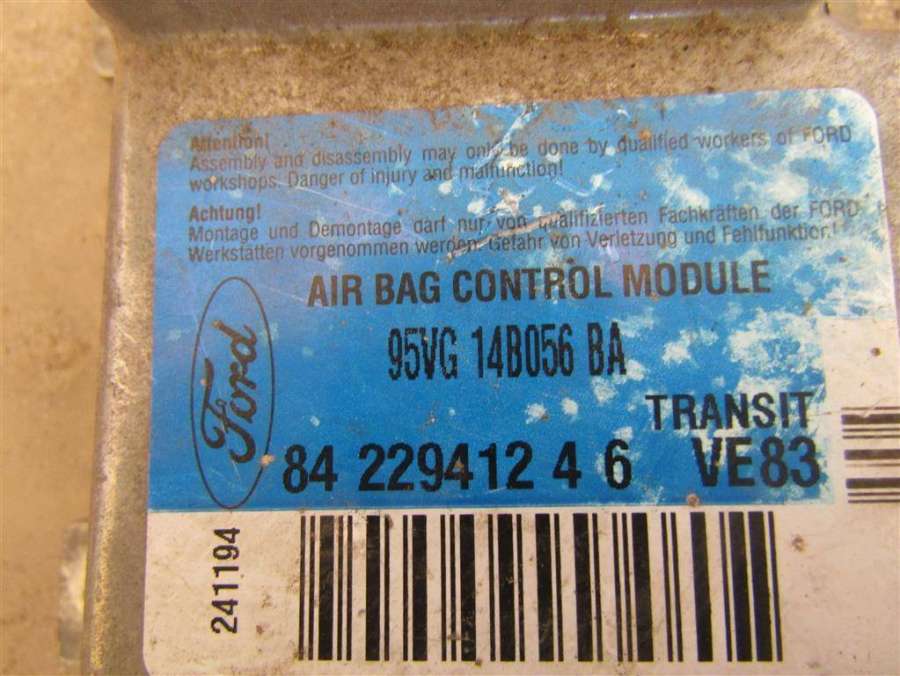 Attention!
Assembly and disassembly may only be done by qualified workers of FORD
workshops. Danger of injury and malfunction!
Achtung!
Montage und Demontage darf nur von qualifizierten Fachkräften der FORD
Werkstätten vorgenommen werden. Gefahr von Verletzung und Fehlfunktion!
AIR BAG CONTROL MODULE
95VG 14B056 BA
Ford
TRANSIT
84 229412 4 6 VE83
241194